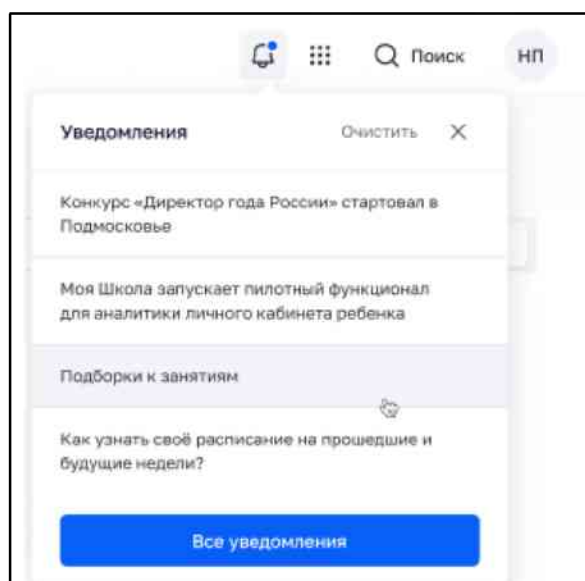 Поиск НП
Уведомления Очистить
Конкурс «Директор года России» стартовал в
Подмосковье
Моя Школа запускает пилотный функционал
для аналитики личного кабинета ребенка
Подборки к занятиям
Как узнать своё расписание на прошедшие и
будущие недели?
Все уведомления